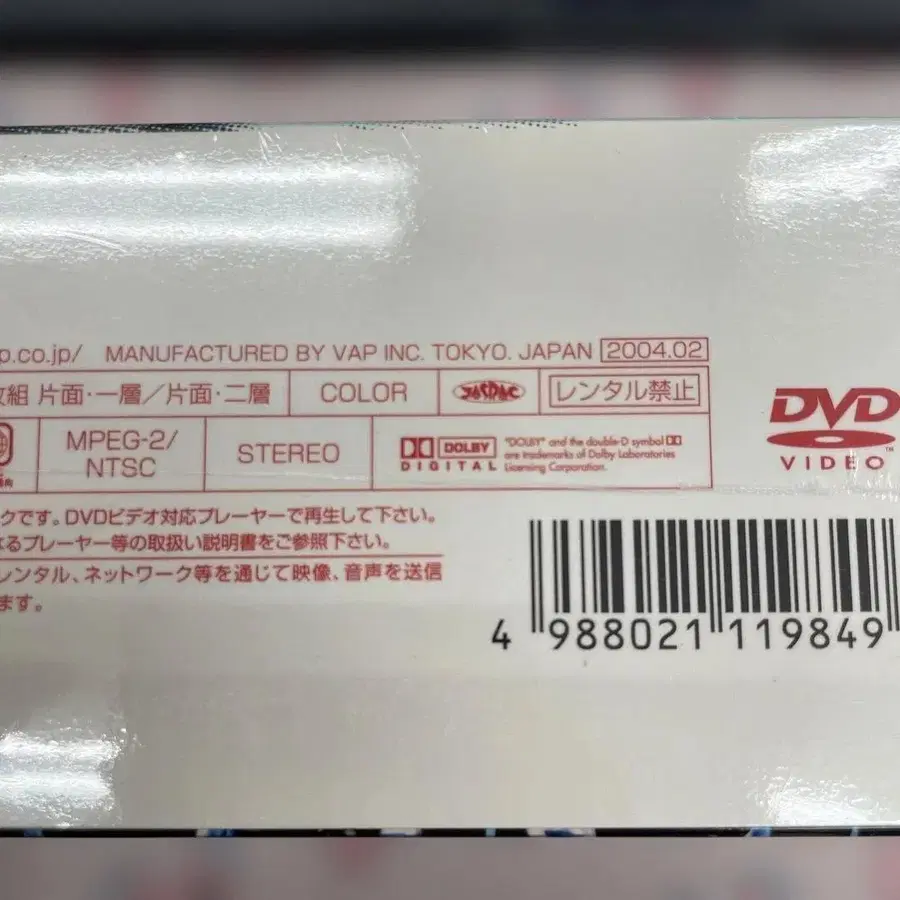 p.co.jp/ MANUFACTURED BY VAP INC. TOKYO. JAPAN 2004.02
枚組 片面・一層／片面・二層 COLOR JASRAC レンタル禁止
MPEG-2/
NTSC
STEREO
DOLBY
DIGITAL
"DOLBY" and the double-D symbol
are trademarks of Dolby Laboratories
Licensing Corporation.
DVD
VIDEO
クです。DVDビデオ対応プレーヤーで再生して下さい。
なるプレーヤー等の取扱い説明書をご参照下さい。
レンタル、ネットワーク等を通じて映像、音声を送信
ます。
4 988021 119849